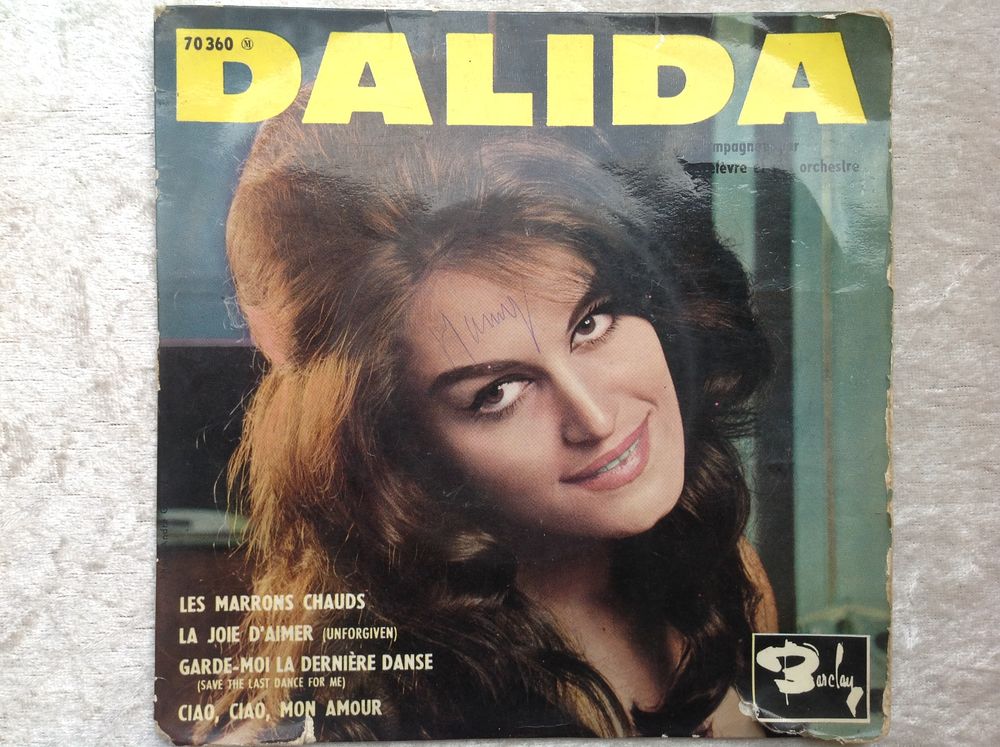 70 360 M
DALIDA
orchestre
LES MARRONS CHAUDS
LA JOIE D'AIMER (UNFORGIVEN)
GARDE-MOI LA DERNIÈRE DANSE
(SAVE THE LAST DANCE FOR ME)
CIAO, CIAO, MON AMOUR
Barclay